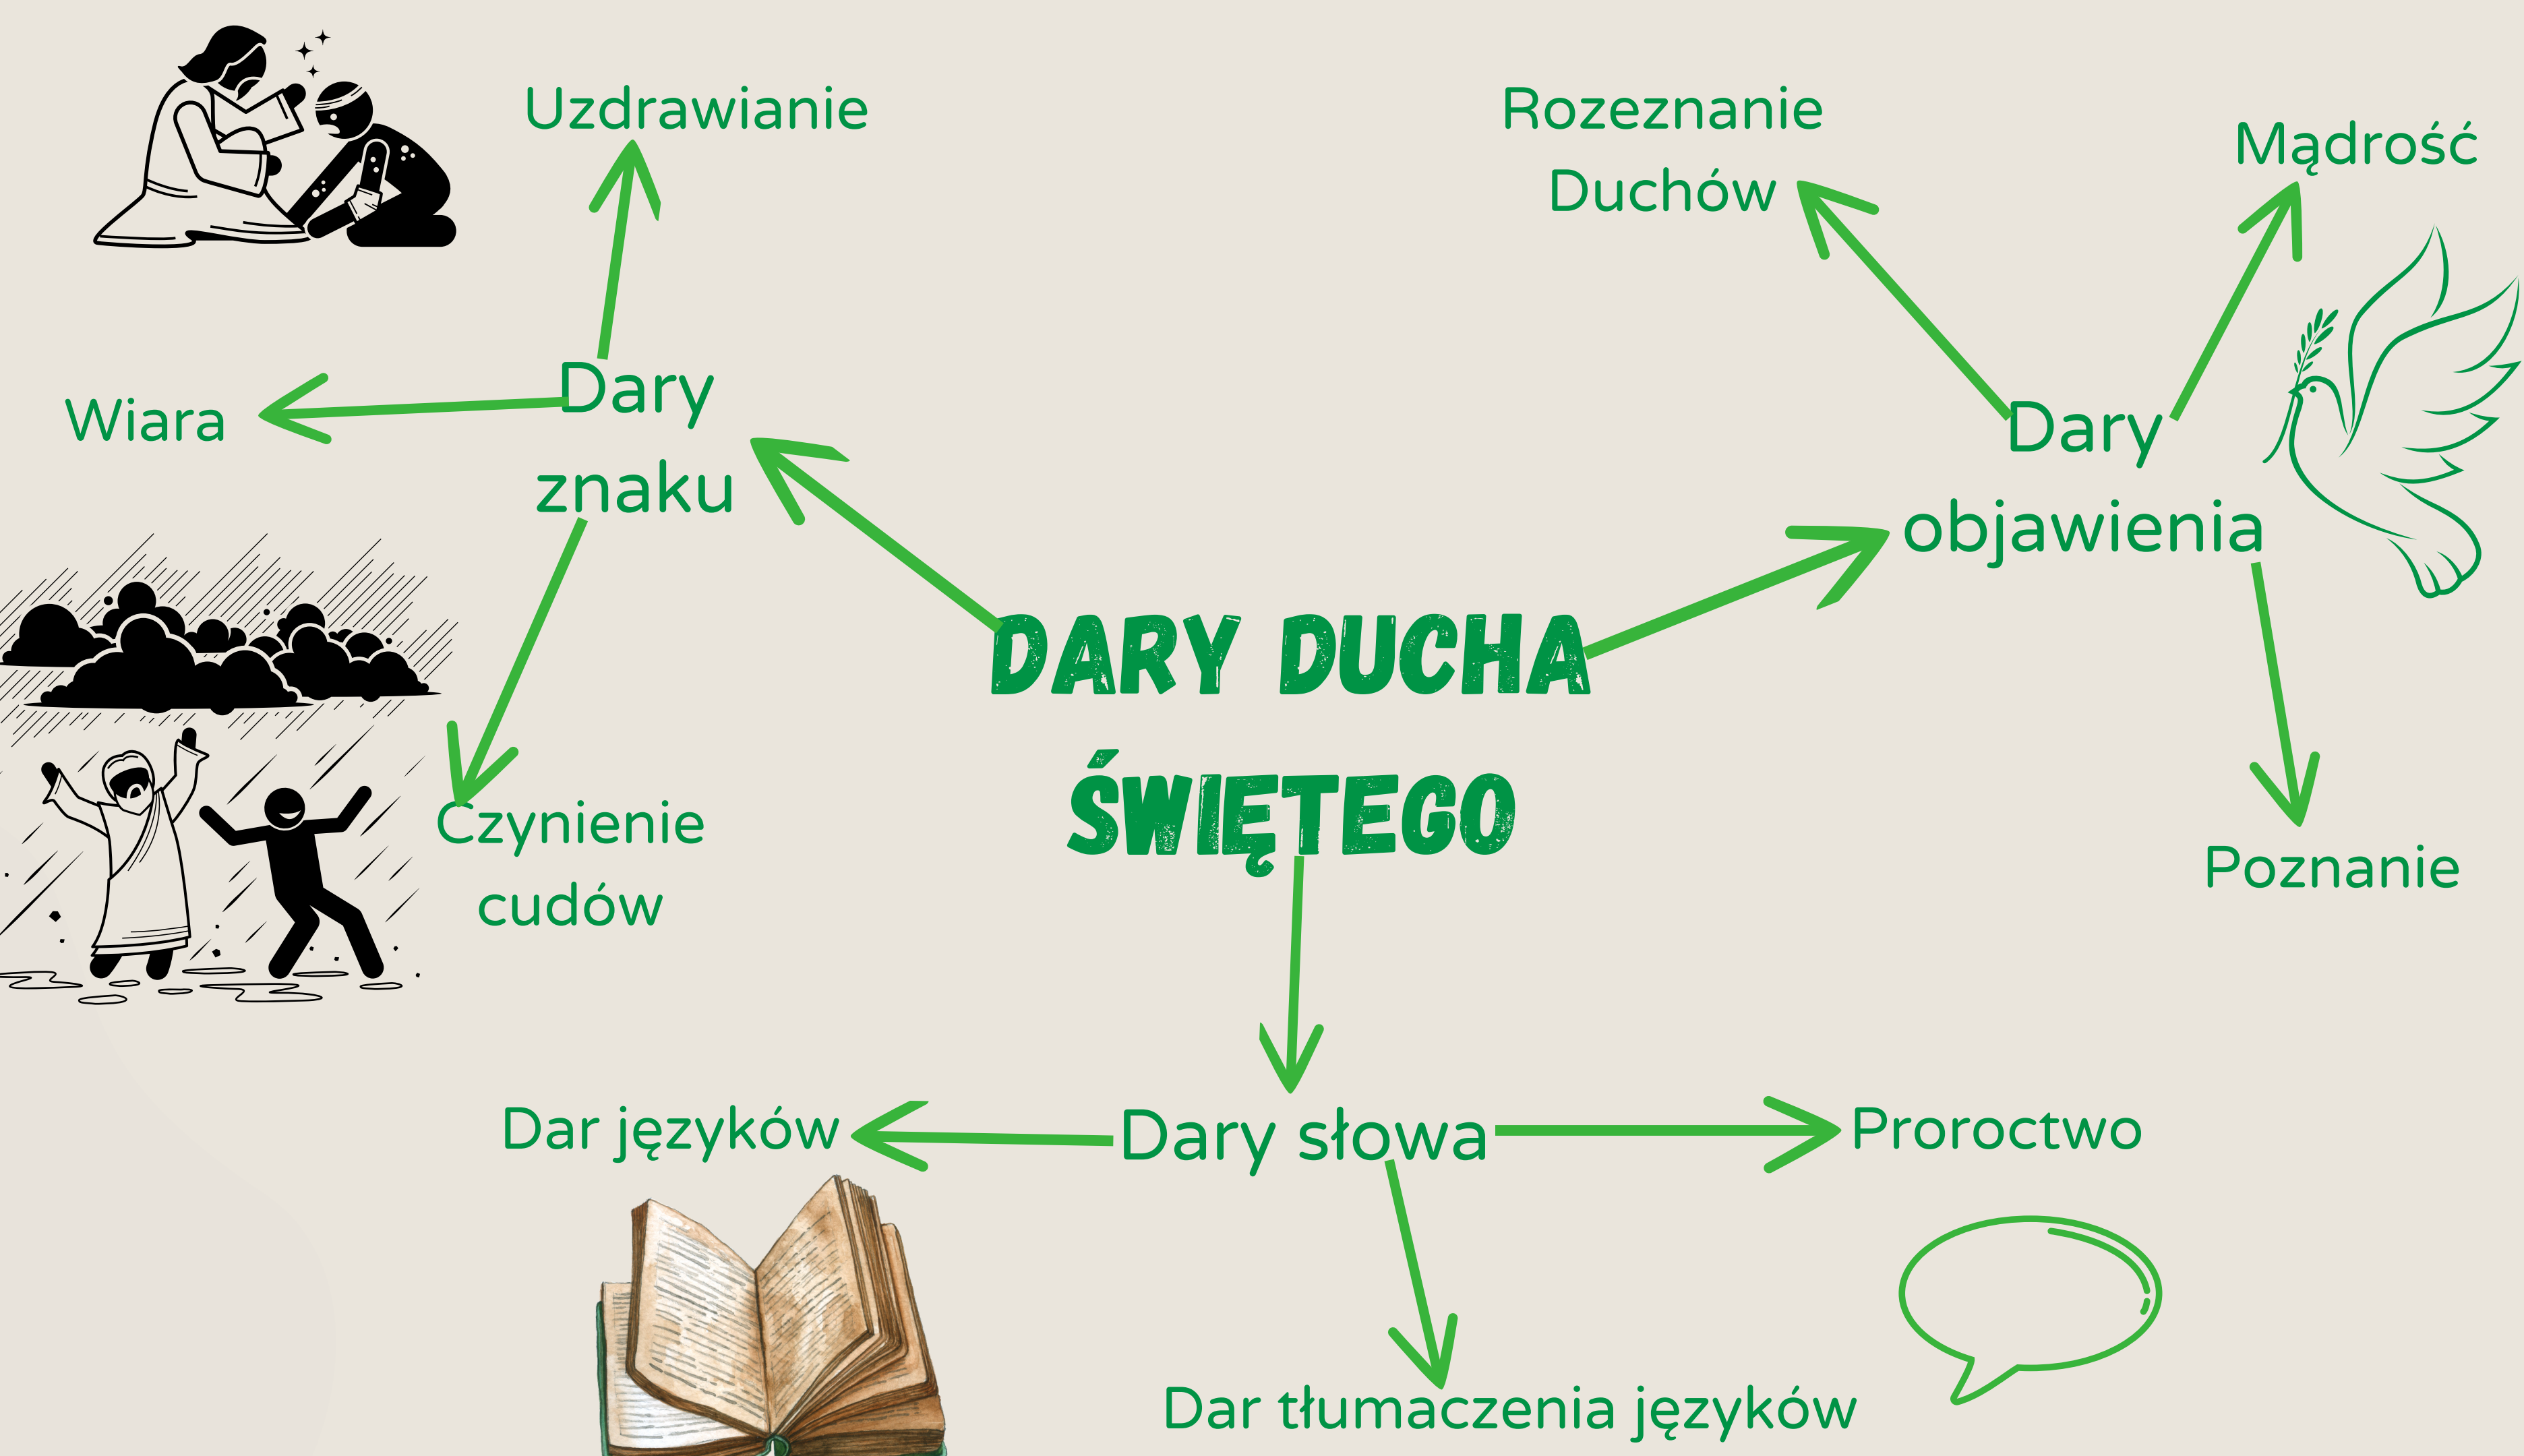 Uzdrawianie
Rozeznanie
Duchów
Mądrość
Wiara
Dary
znaku
Dary
objawienia
DARY DUCHA
ŚWIĘTEGO
Czynienie
cudów
Poznanie
Dar języków
Dary słowa
Proroctwo
Dar tłumaczenia języków